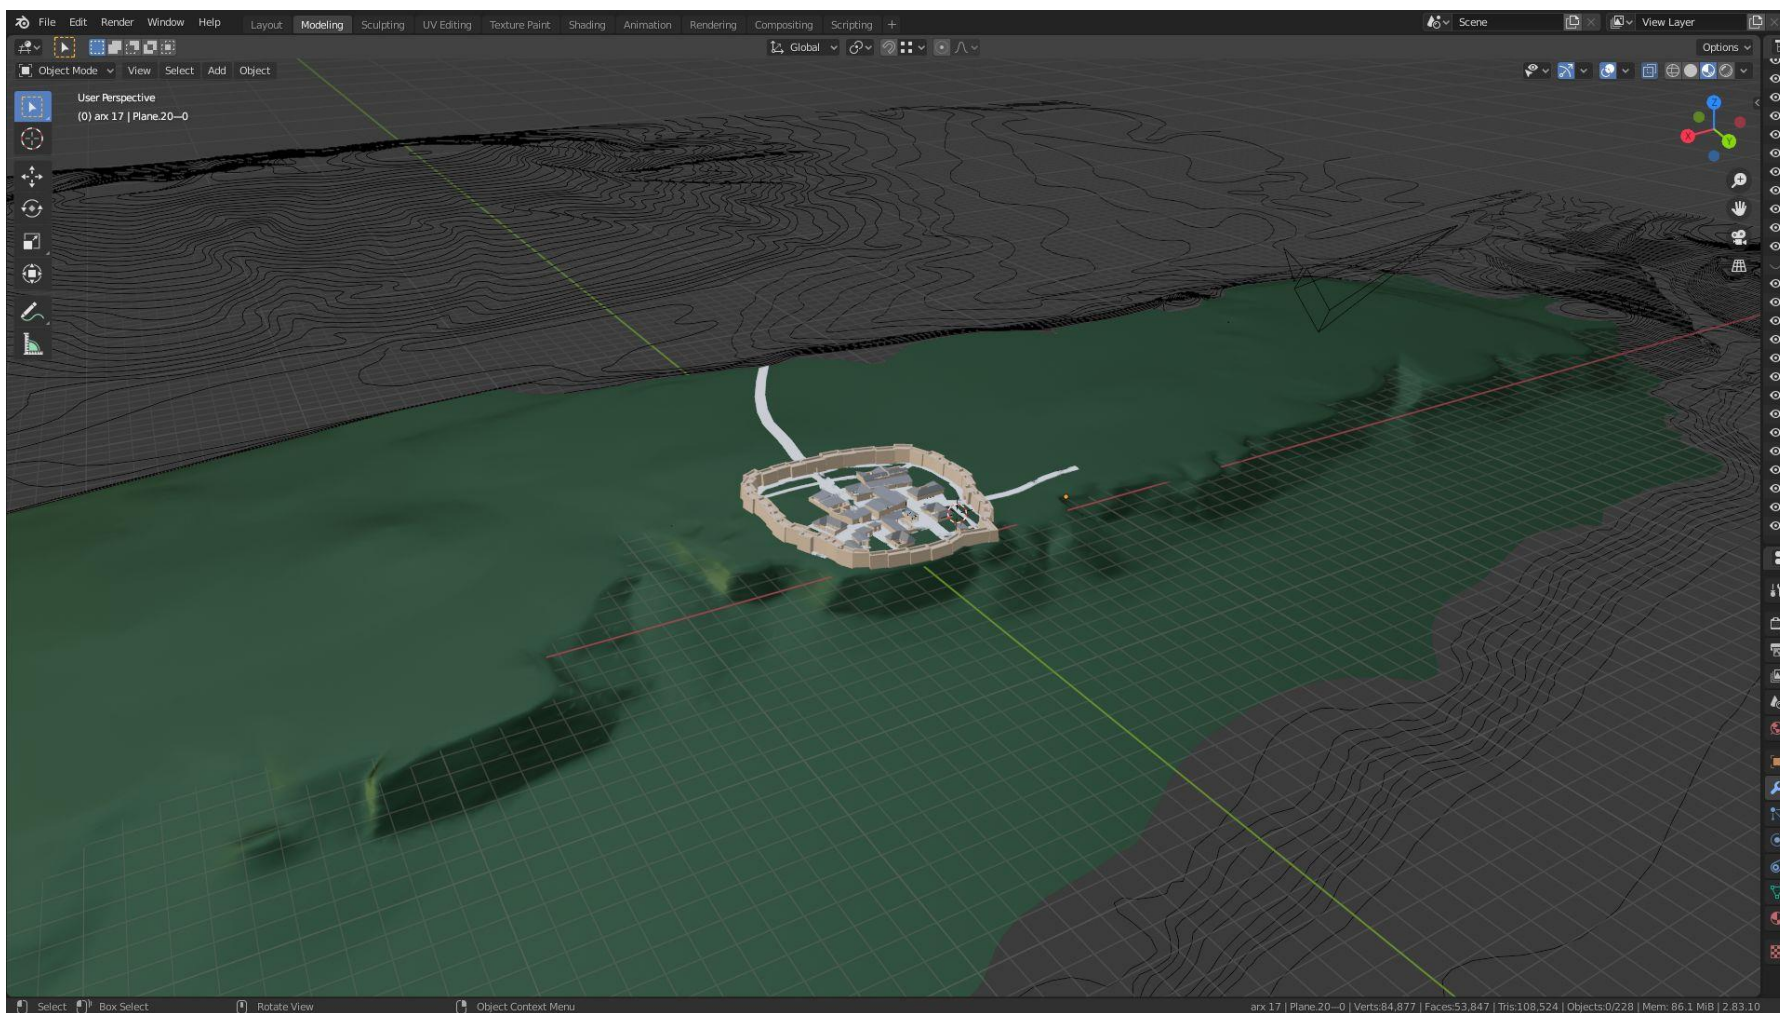 File Edit Render Window Help Layout Modeling Sculpting UV Editing Texture Paint Shading Animation Rendering Compositing Scripting + Scene View Layer
Global Options
Object Mode View Select Add Object
User Perspective
(0) arx 17 | Plane.20—0
Z
X
Y
Select Box Select Rotate View Object Context Menu arx 17 | Plane.20—0 | Verts:84,877 | Faces:53,847 | Tris:108,524 | Objects:0/228 | Mem: 86.1 MiB | 2.83.10